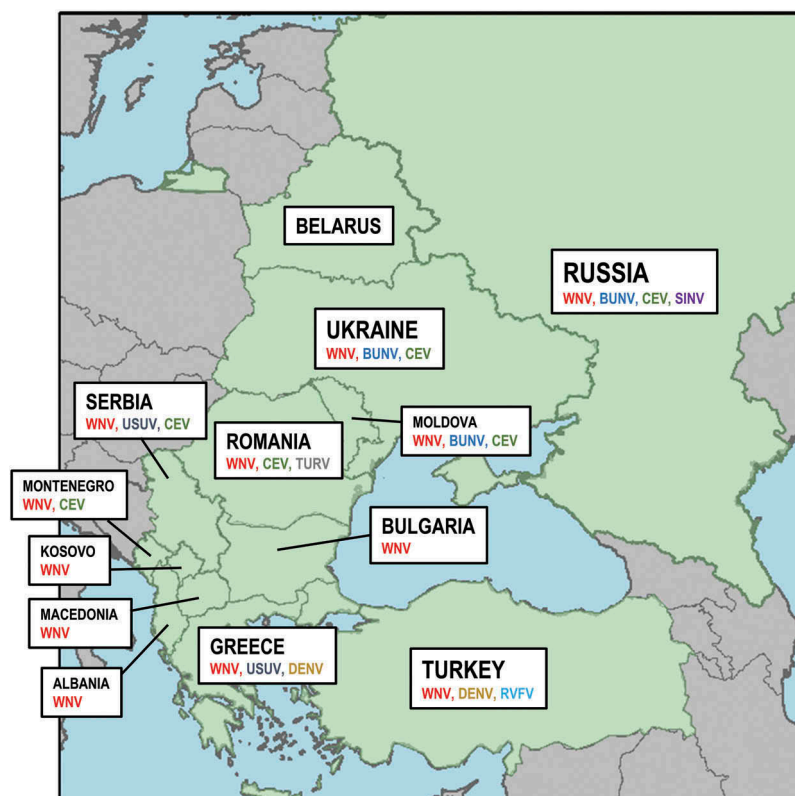 BELARUS
RUSSIA
WNV, BUNV, CEV, SINV
UKRAINE
WNV, BUNV, CEV
SERBIA
WNV, USUV, CEV
MOLDOVA
WNV, BUNV, CEV
ROMANIA
WNV, CEV, TURV
MONTENEGRO
WNV, CEV
BULGARIA
WNV
KOSOVO
WNV
MACEDONIA
WNV
GREECE
WNV, USUV, DENV
TURKEY
WNV, DENV, RVFV
ALBANIA
WNV